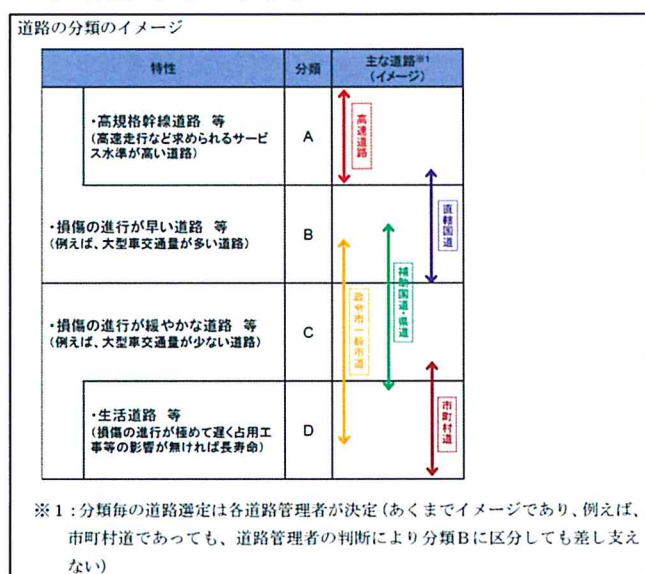 道路の分類のイメージ
特性
分類
主な道路※1
(イメージ)
・高規格幹線道路 等
(高速走行など求められるサービ
ス水準が高い道路)
A
高速道路
・損傷の進行が早い道路 等
(例えば、大型車交通量が多い道路)
B
直轄国道
補助国道・県道
政令市一般市道
・損傷の進行が緩やかな道路 等
(例えば、大型車交通量が少ない道路)
C
・生活道路 等
(損傷の進行が極めて遅く占用工
事等の影響が無ければ長寿命)
D
市町村道
※1:分類毎の道路選定は各道路管理者が決定(あくまでイメージであり、例えば、
市町村道であっても、道路管理者の判断により分類Bに区分しても差し支え
ない)